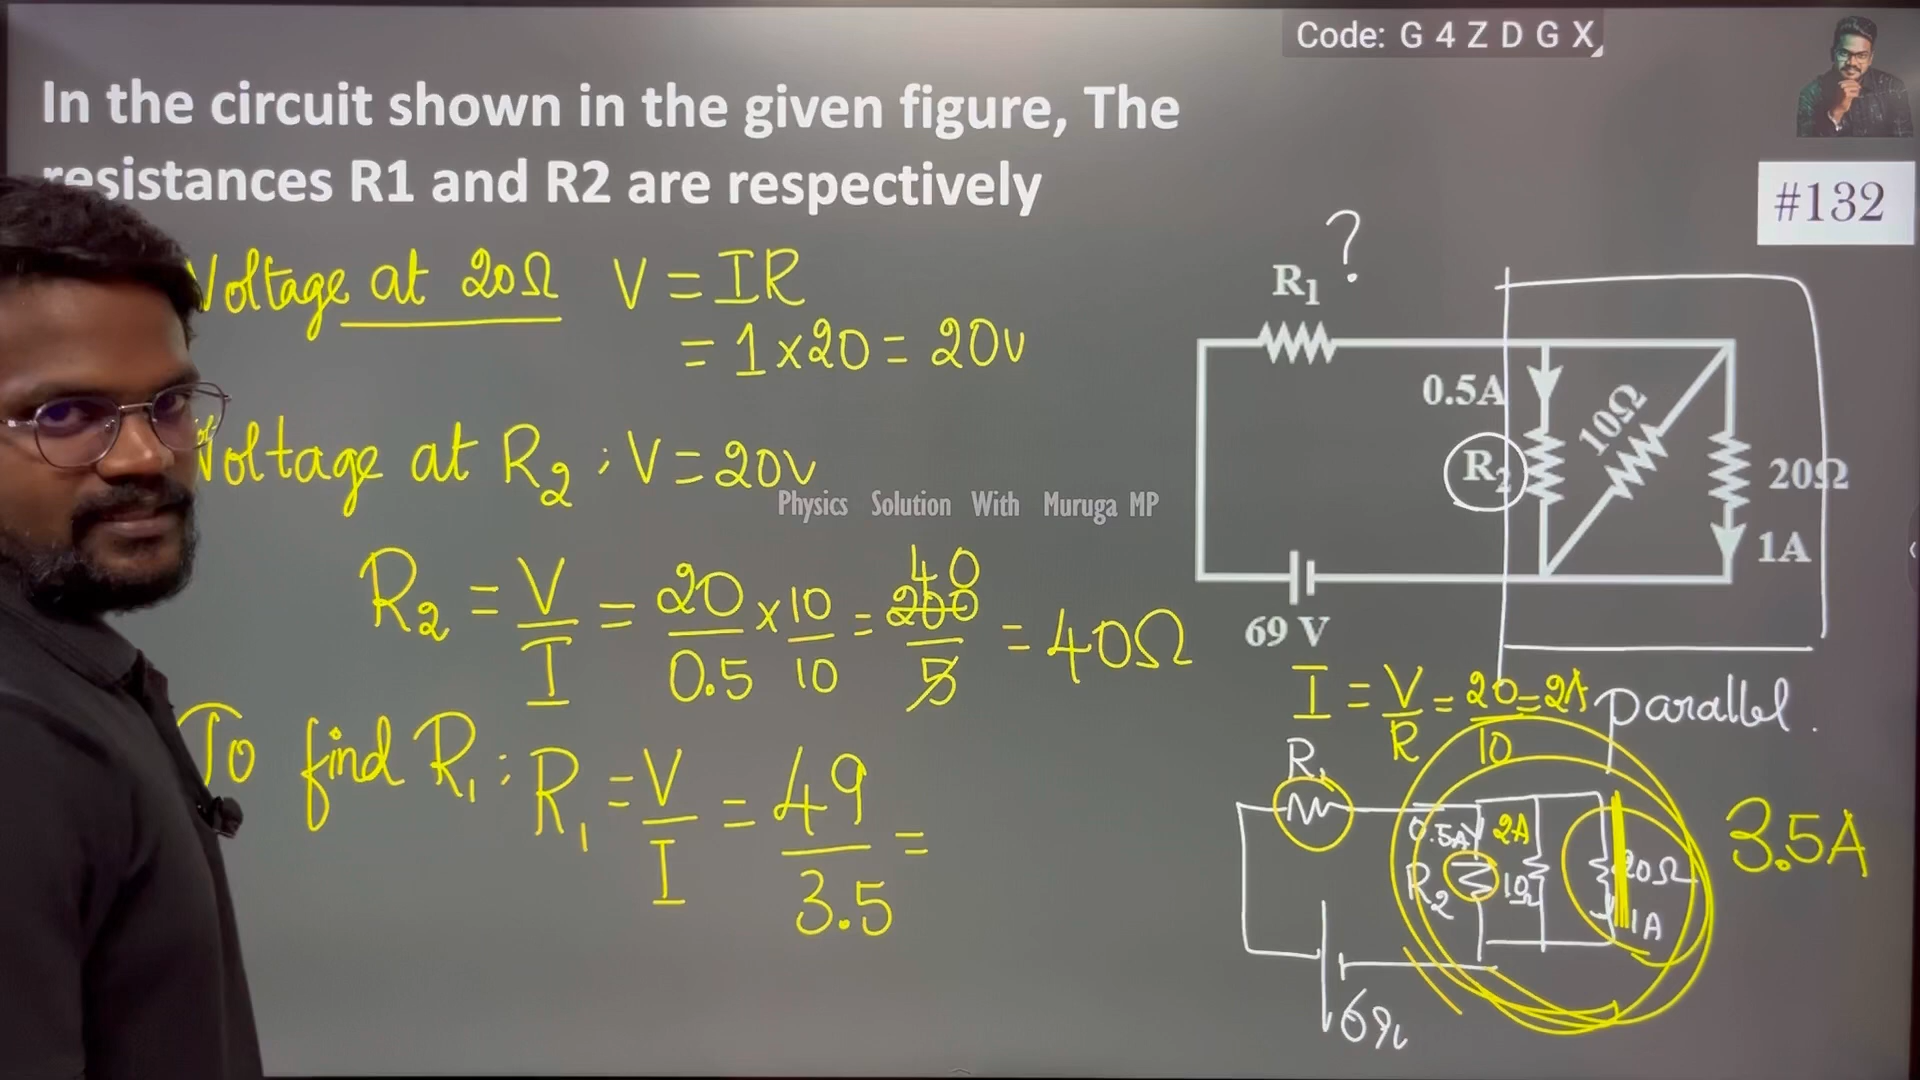 Code: G 4 Z D G X
In the circuit shown in the given figure, The
resistances R1 and R2 are respectively
#132
Voltage at 20Ω V = IR
= 1 x 20 = 20v
Voltage at R2 : V = 20v
Physics Solution With Muruga MP
R2 = V/I = 20/0.5 x 10/10 = 200/5 40 = 40Ω
To find R1 : R1 = V/I = 49/3.5 =
?
R1
0.5A
R2
10Ω
20Ω
1A
69 V
I = V/R = 20/10 = 2A
parallel.
R1
0.5A 2A
R2 10Ω 20Ω
1A
3.5A